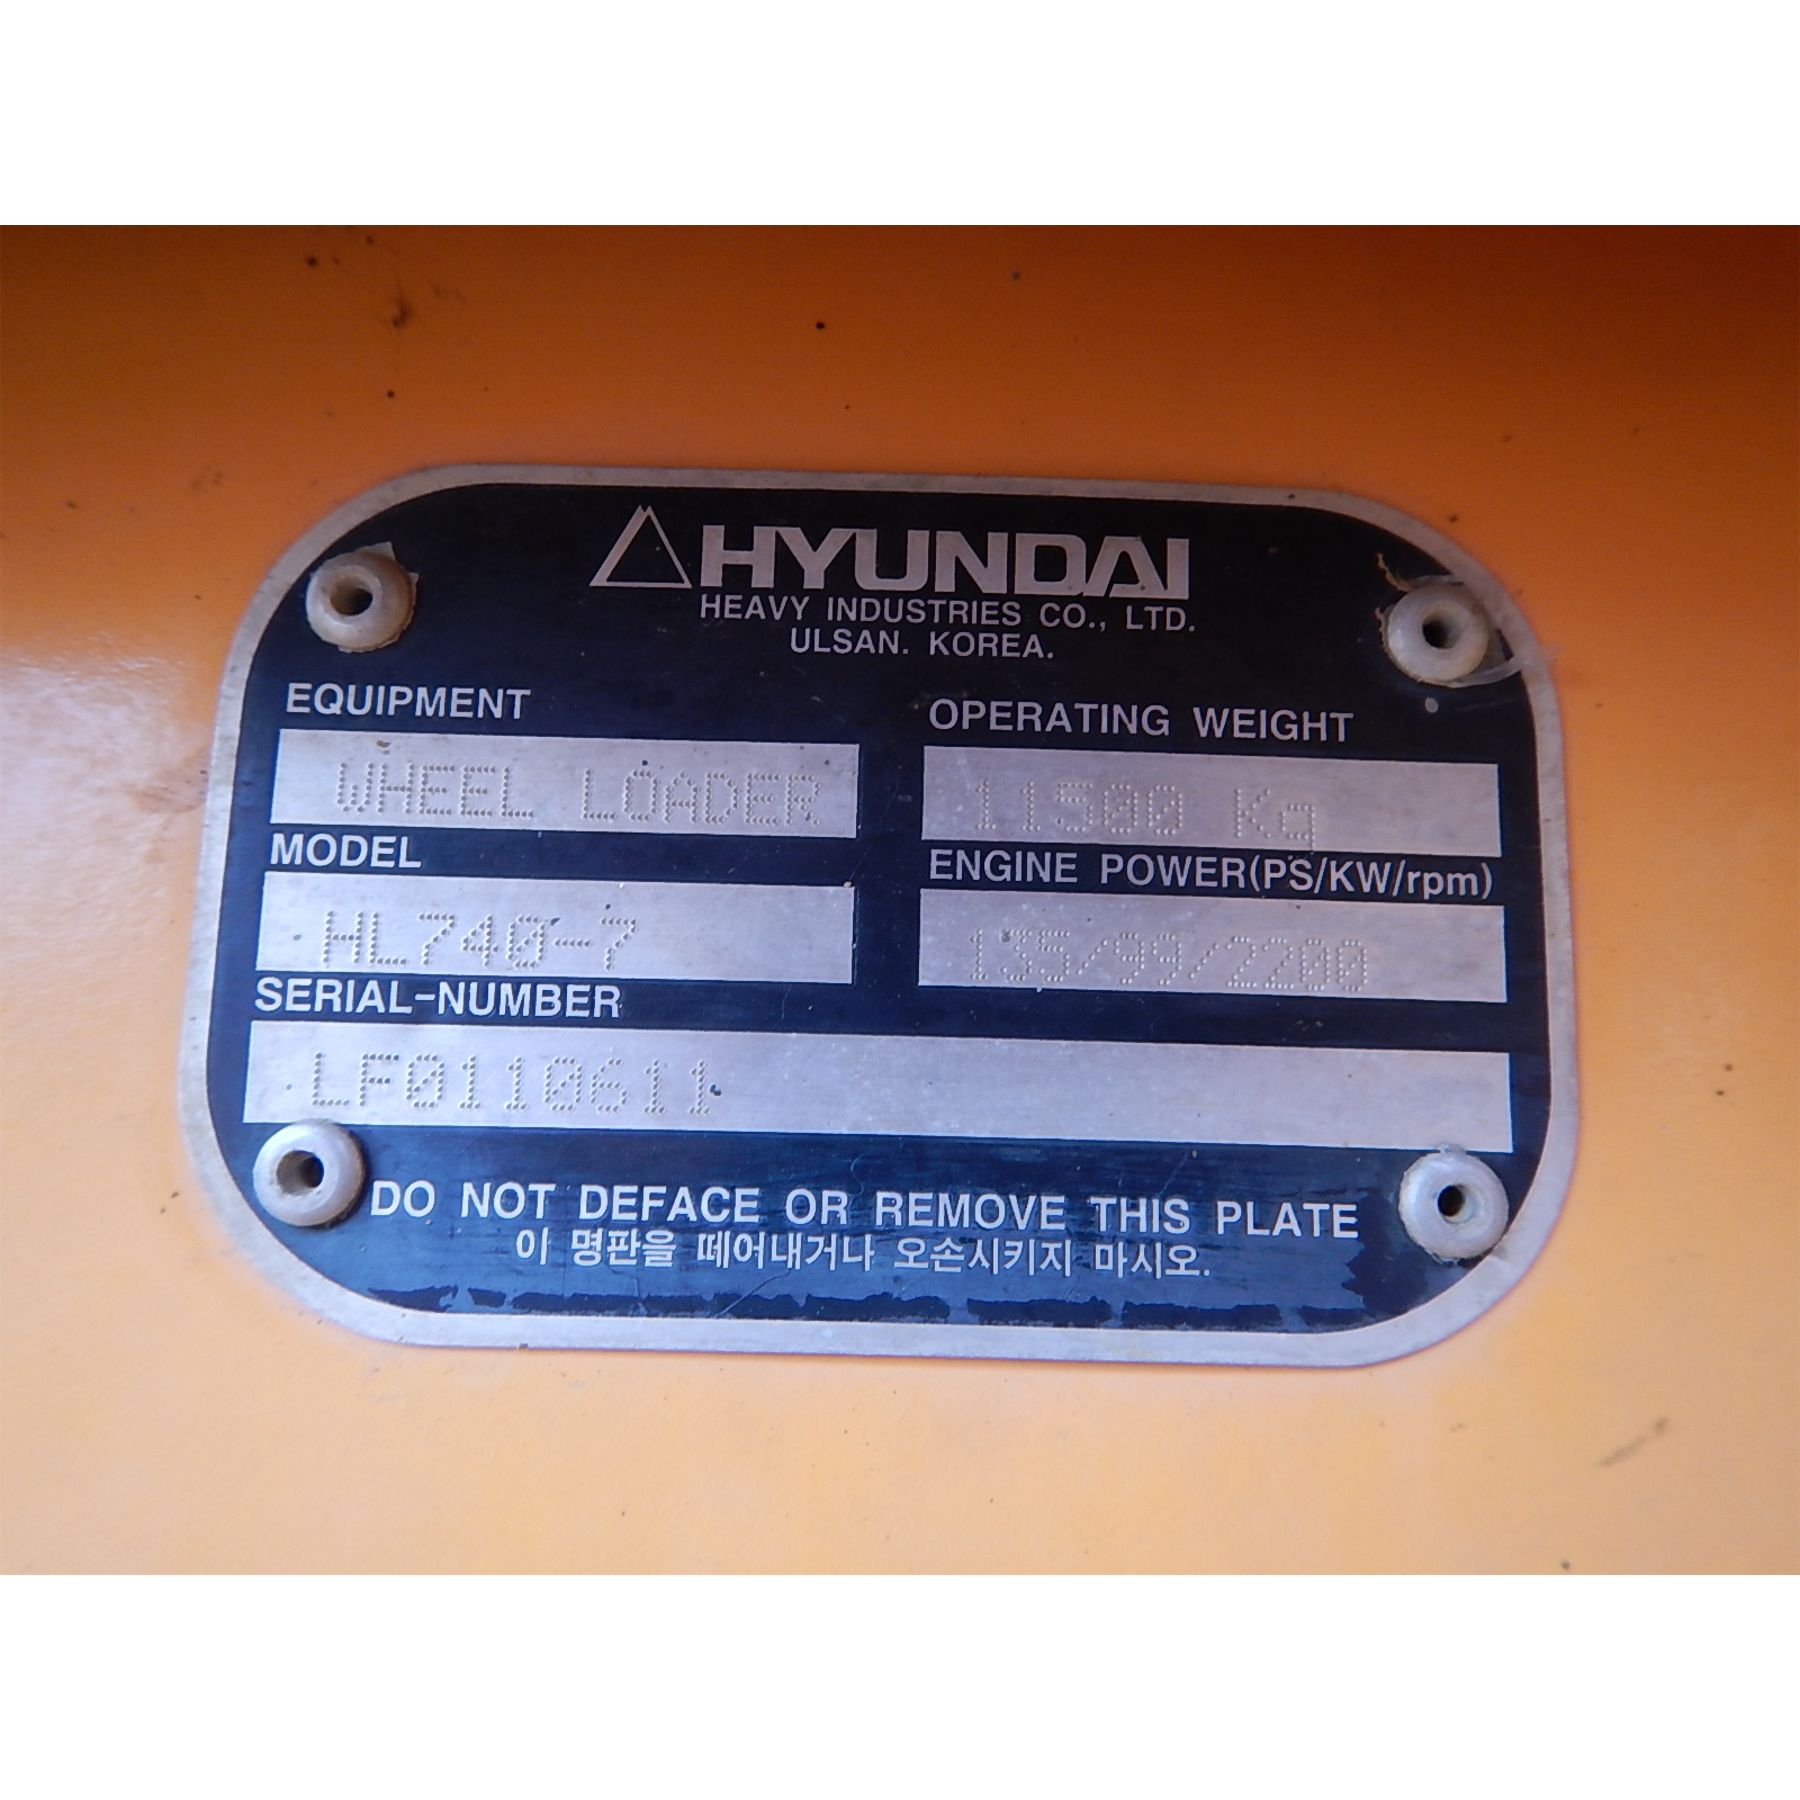 HYUNDAI
HEAVY INDUSTRIES CO., LTD.
ULSAN. KOREA.
EQUIPMENT
WHEEL LOADER
OPERATING WEIGHT
11500 Kg
MODEL
HL740-7
ENGINE POWER(PS/KW/rpm)
135/99/2200
SERIAL-NUMBER
LF0110611
DO NOT DEFACE OR REMOVE THIS PLATE
이 명판을 떼어내거나 오손시키지 마시오.